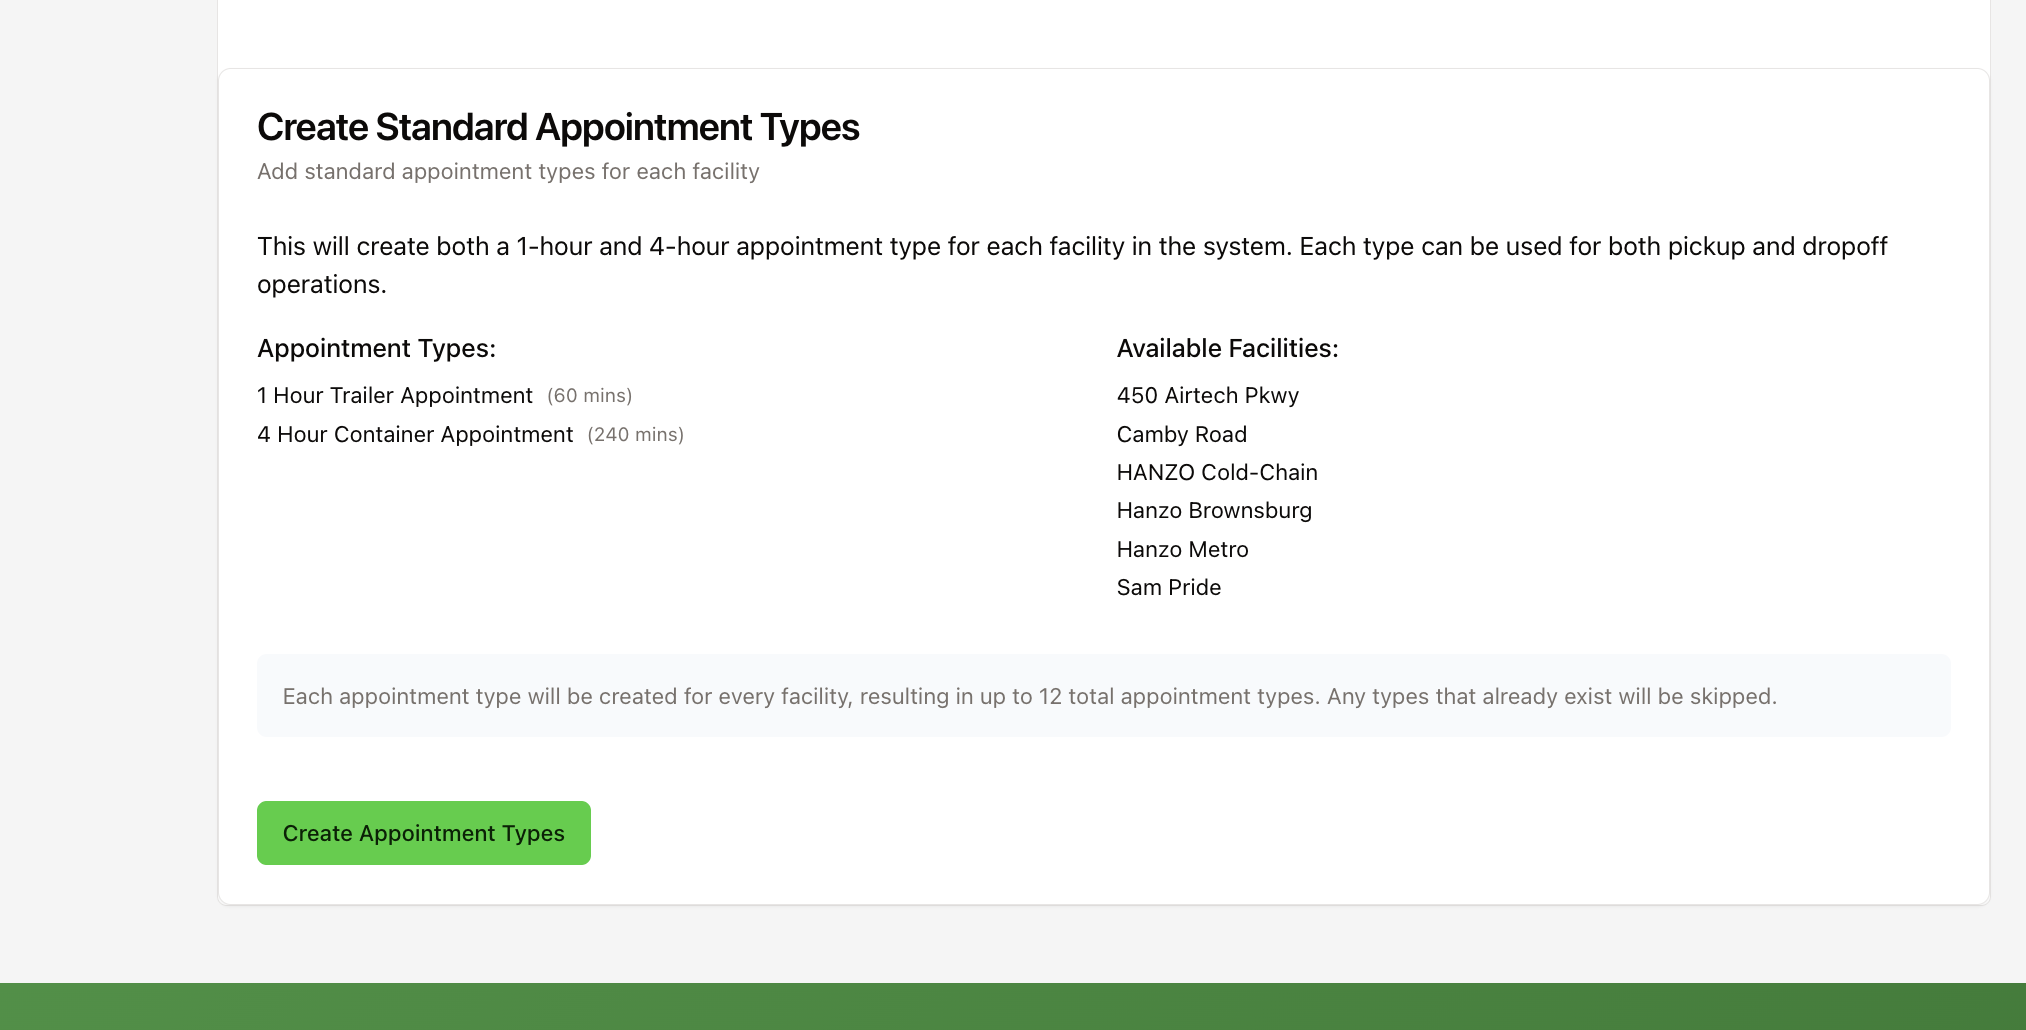 Create Standard Appointment Types
Add standard appointment types for each facility
This will create both a 1-hour and 4-hour appointment type for each facility in the system. Each type can be used for both pickup and dropoff
operations.
Appointment Types:
1 Hour Trailer Appointment (60 mins)
4 Hour Container Appointment (240 mins)
Available Facilities:
450 Airtech Pkwy
Camby Road
HANZO Cold-Chain
Hanzo Brownsburg
Hanzo Metro
Sam Pride
Each appointment type will be created for every facility, resulting in up to 12 total appointment types. Any types that already exist will be skipped.
Create Appointment Types